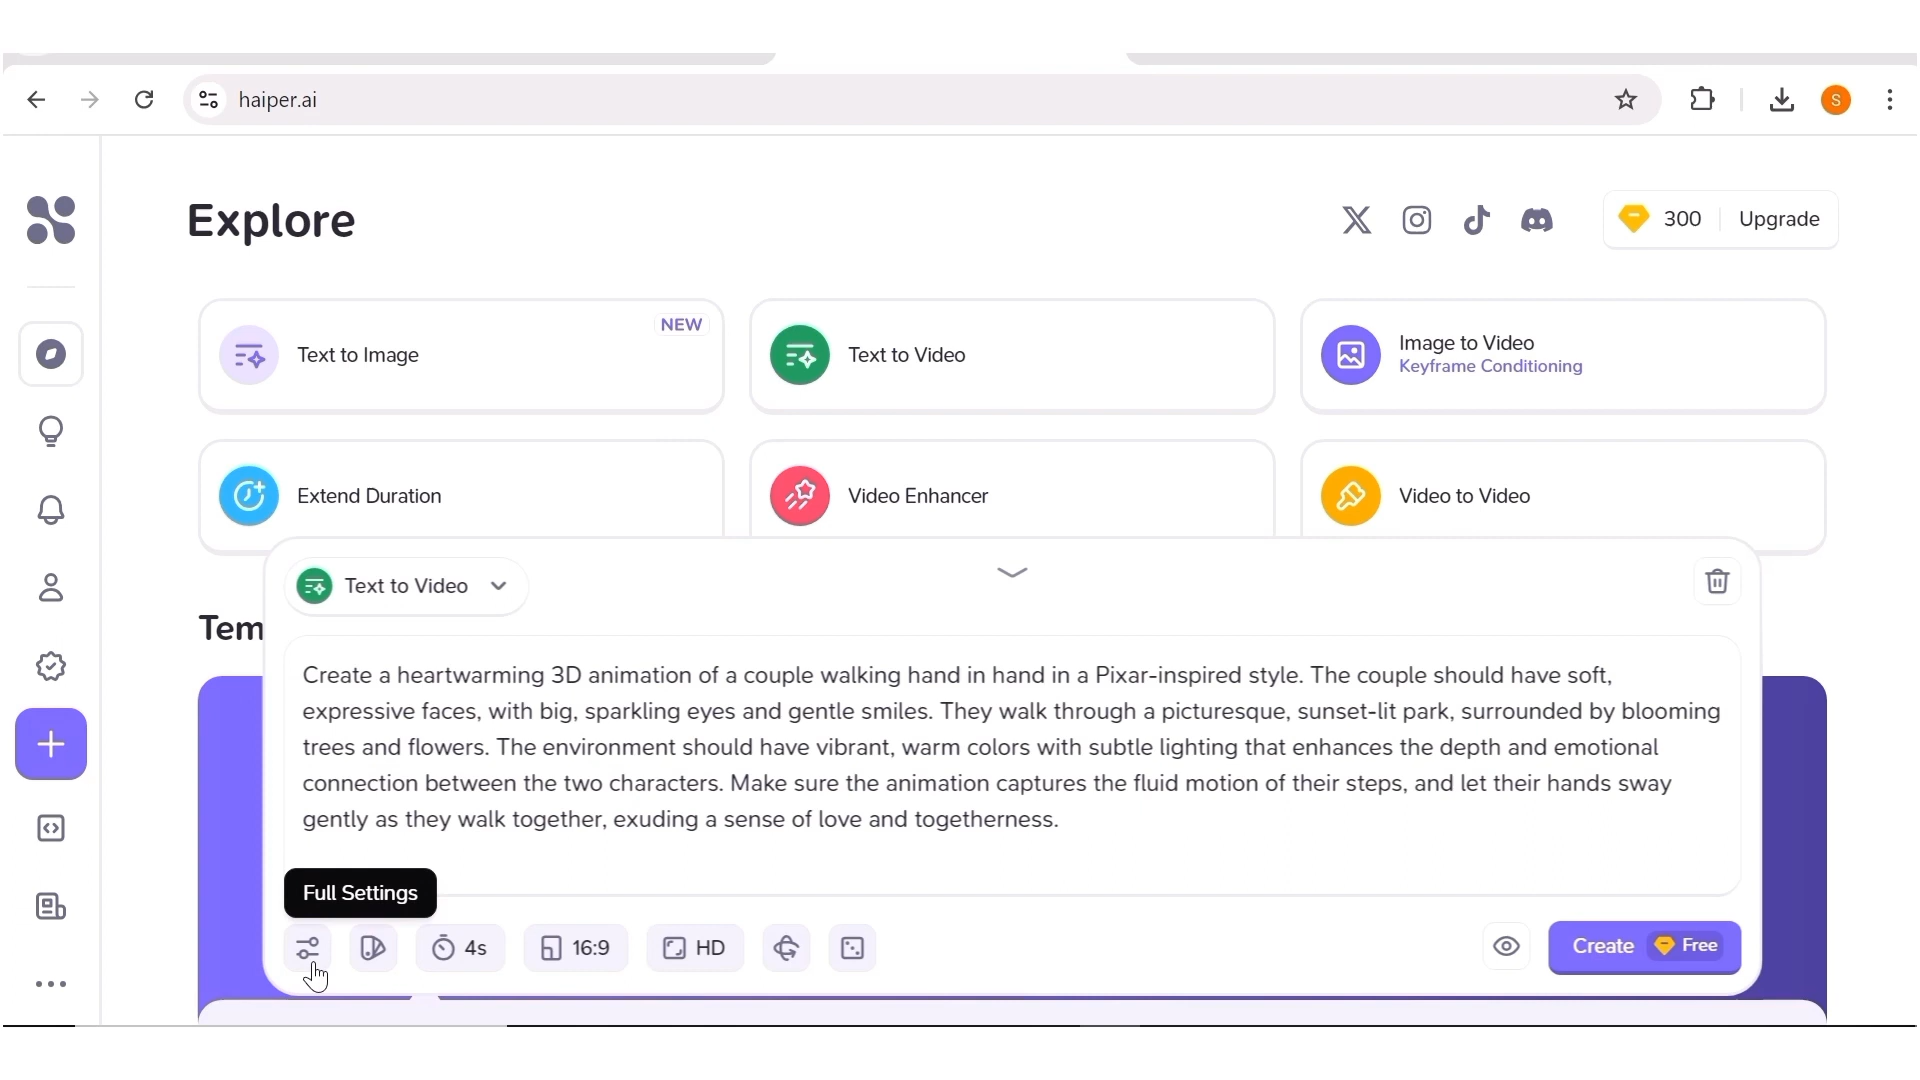 haiper.ai
S
Explore
300
Upgrade
NEW
Text to Image
Text to Video
Image to Video
Keyframe Conditioning
Extend Duration
Video Enhancer
Video to Video
Text to Video
Tem
Create a heartwarming 3D animation of a couple walking hand in hand in a Pixar-inspired style. The couple should have soft,
expressive faces, with big, sparkling eyes and gentle smiles. They walk through a picturesque, sunset-lit park, surrounded by blooming
trees and flowers. The environment should have vibrant, warm colors with subtle lighting that enhances the depth and emotional
connection between the two characters. Make sure the animation captures the fluid motion of their steps, and let their hands sway
gently as they walk together, exuding a sense of love and togetherness.
Full Settings
4s
16:9
HD
Create
Free